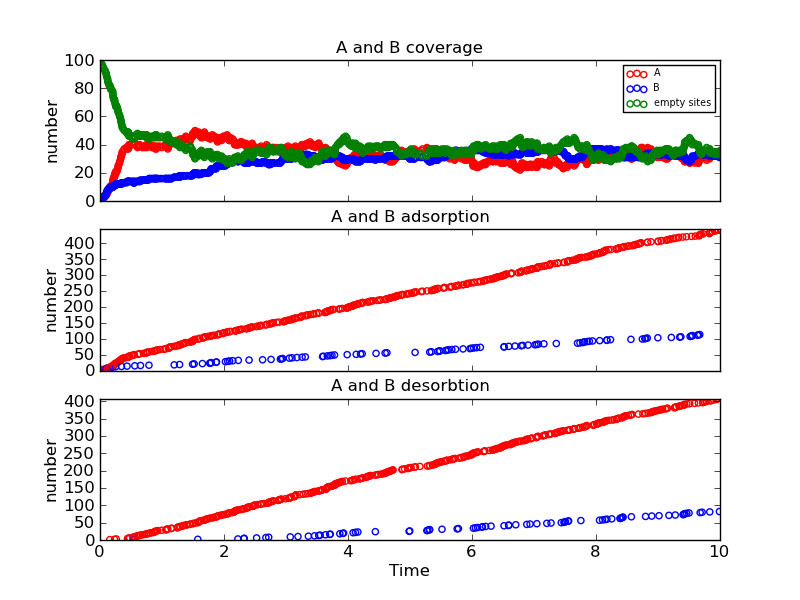 A and B coverage
100
80
60
40
20
0
number
A
B
empty sites
A and B adsorption
400
350
300
250
200
150
100
50
0
number
A and B desorbtion
400
350
300
250
200
150
100
50
0
number
0 2 4 6 8 10
Time